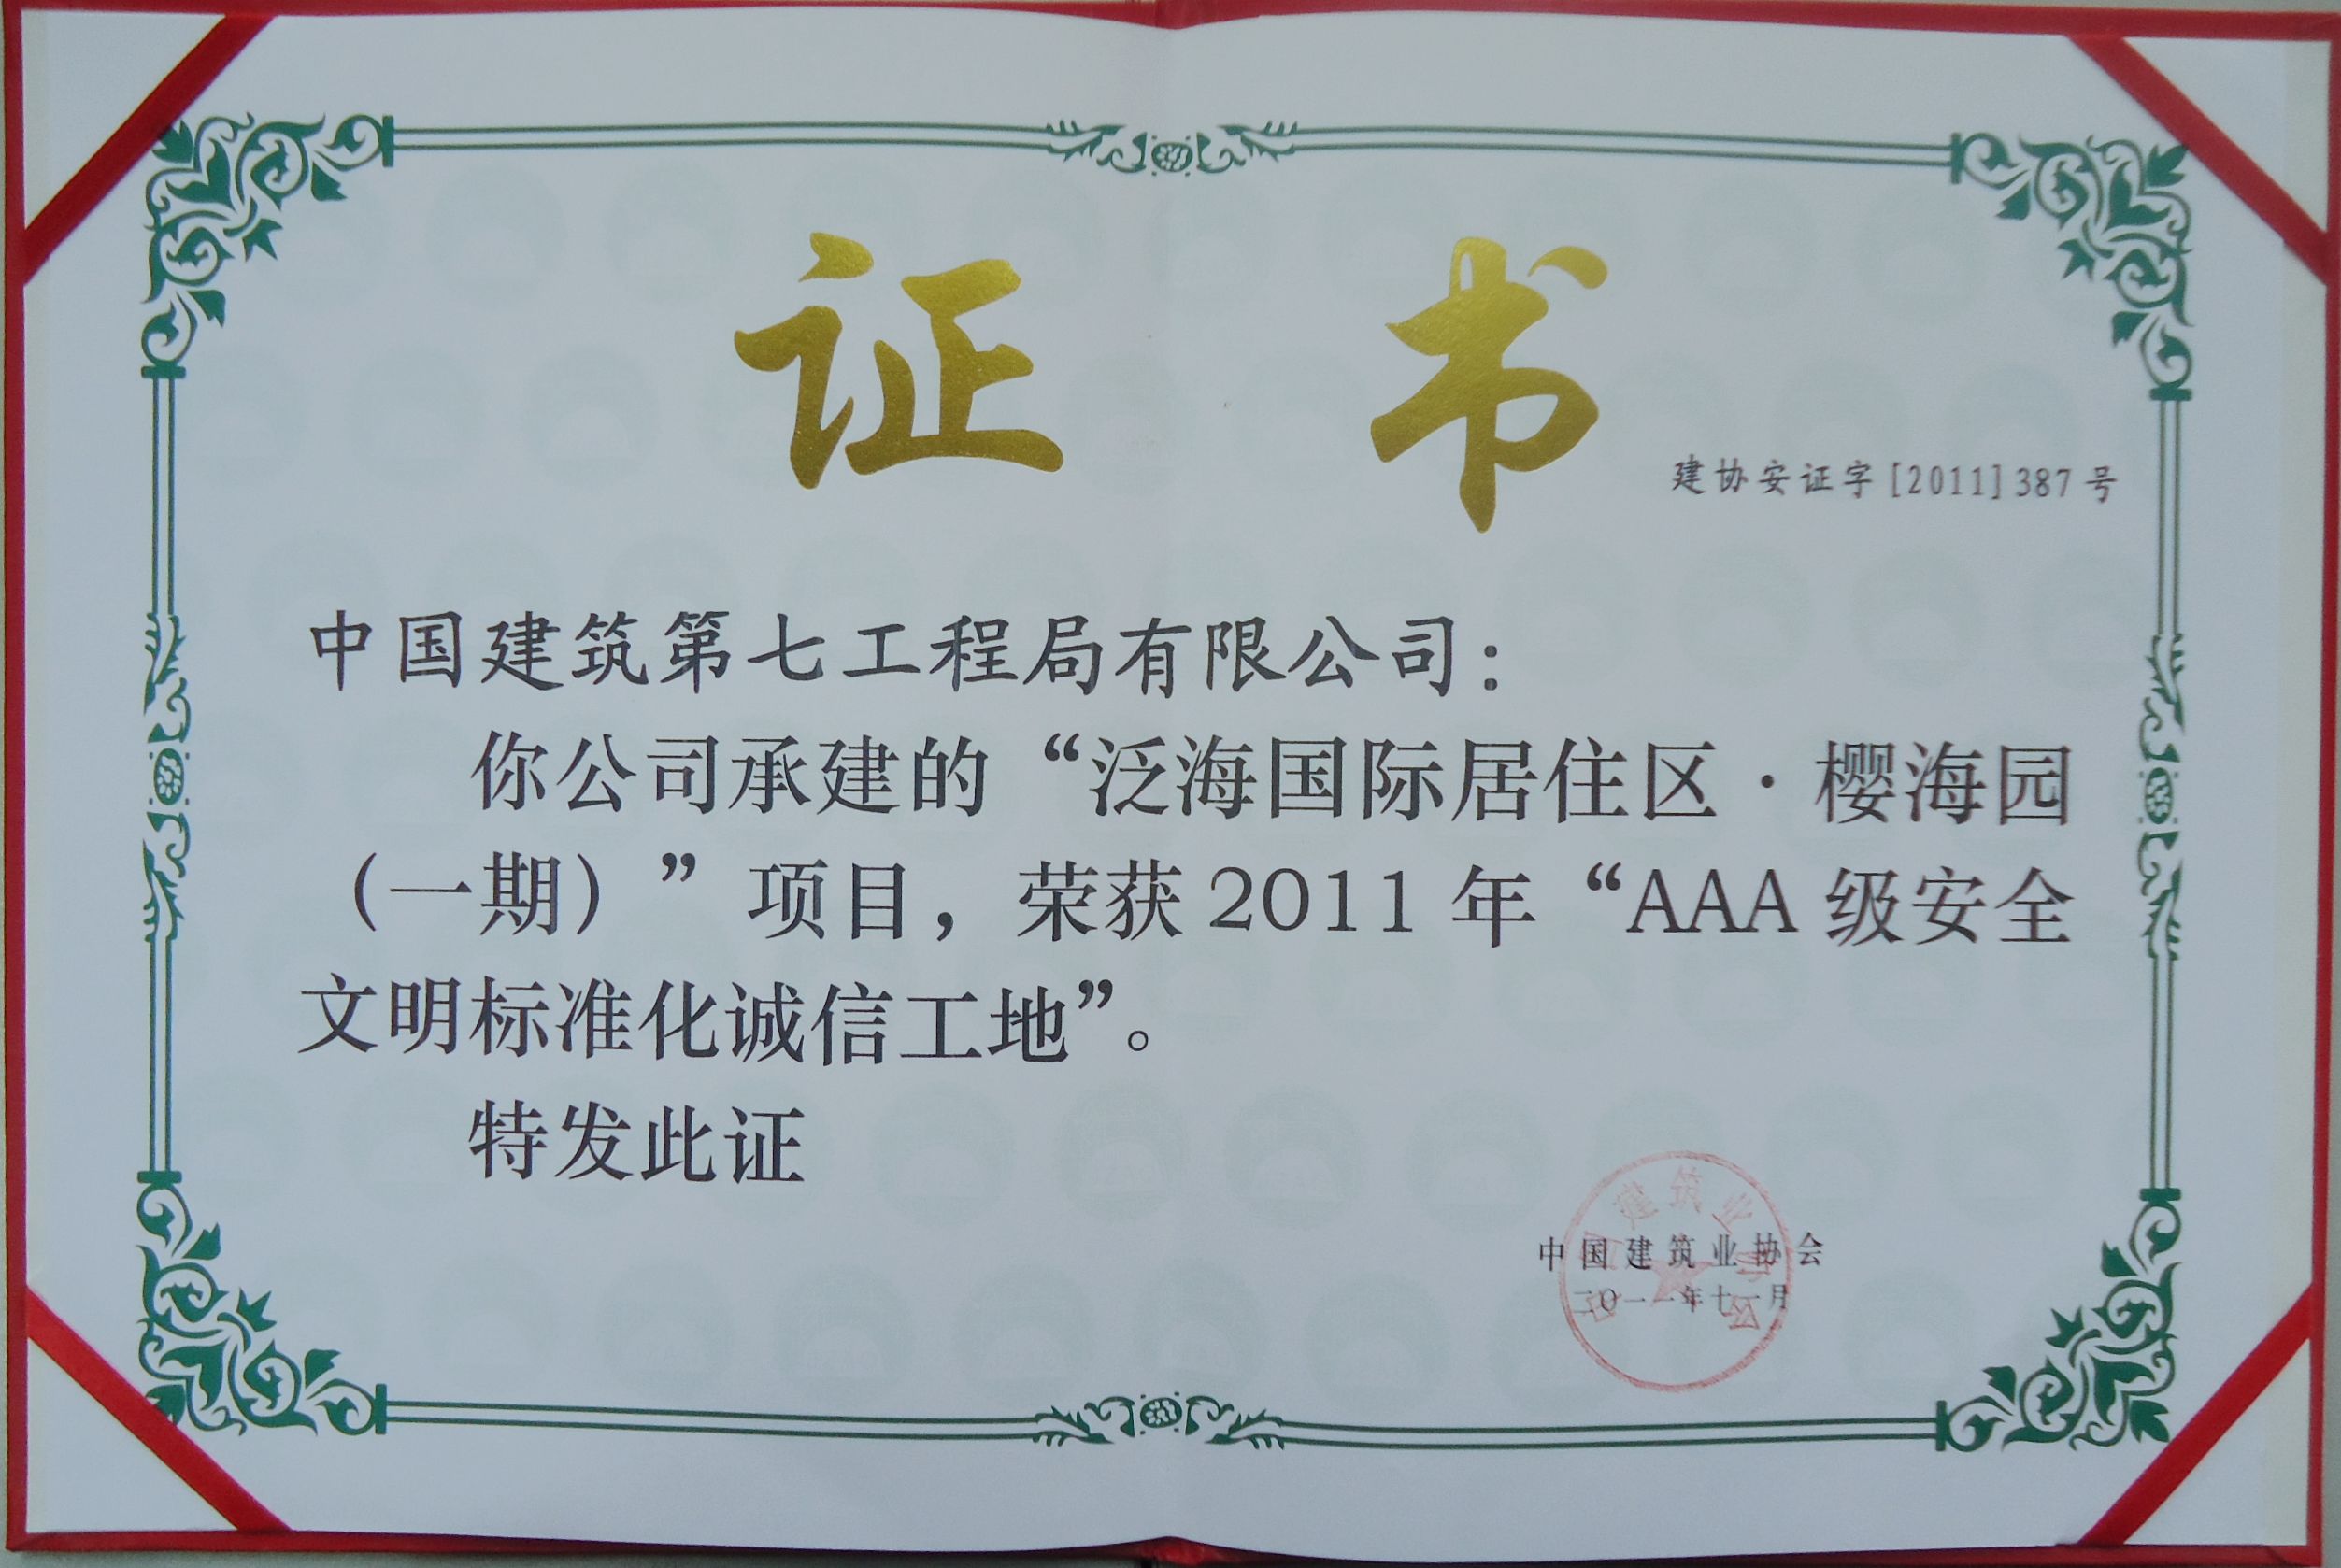 证 书
建协安证字[2011]387号
中国建筑第七工程局有限公司：
你公司承建的“泛海国际居住区·樱海园
（一期）”项目，荣获2011年“AAA级安全
文明标准化诚信工地”。
特发此证
中国建筑业协会
二〇一一年十一月